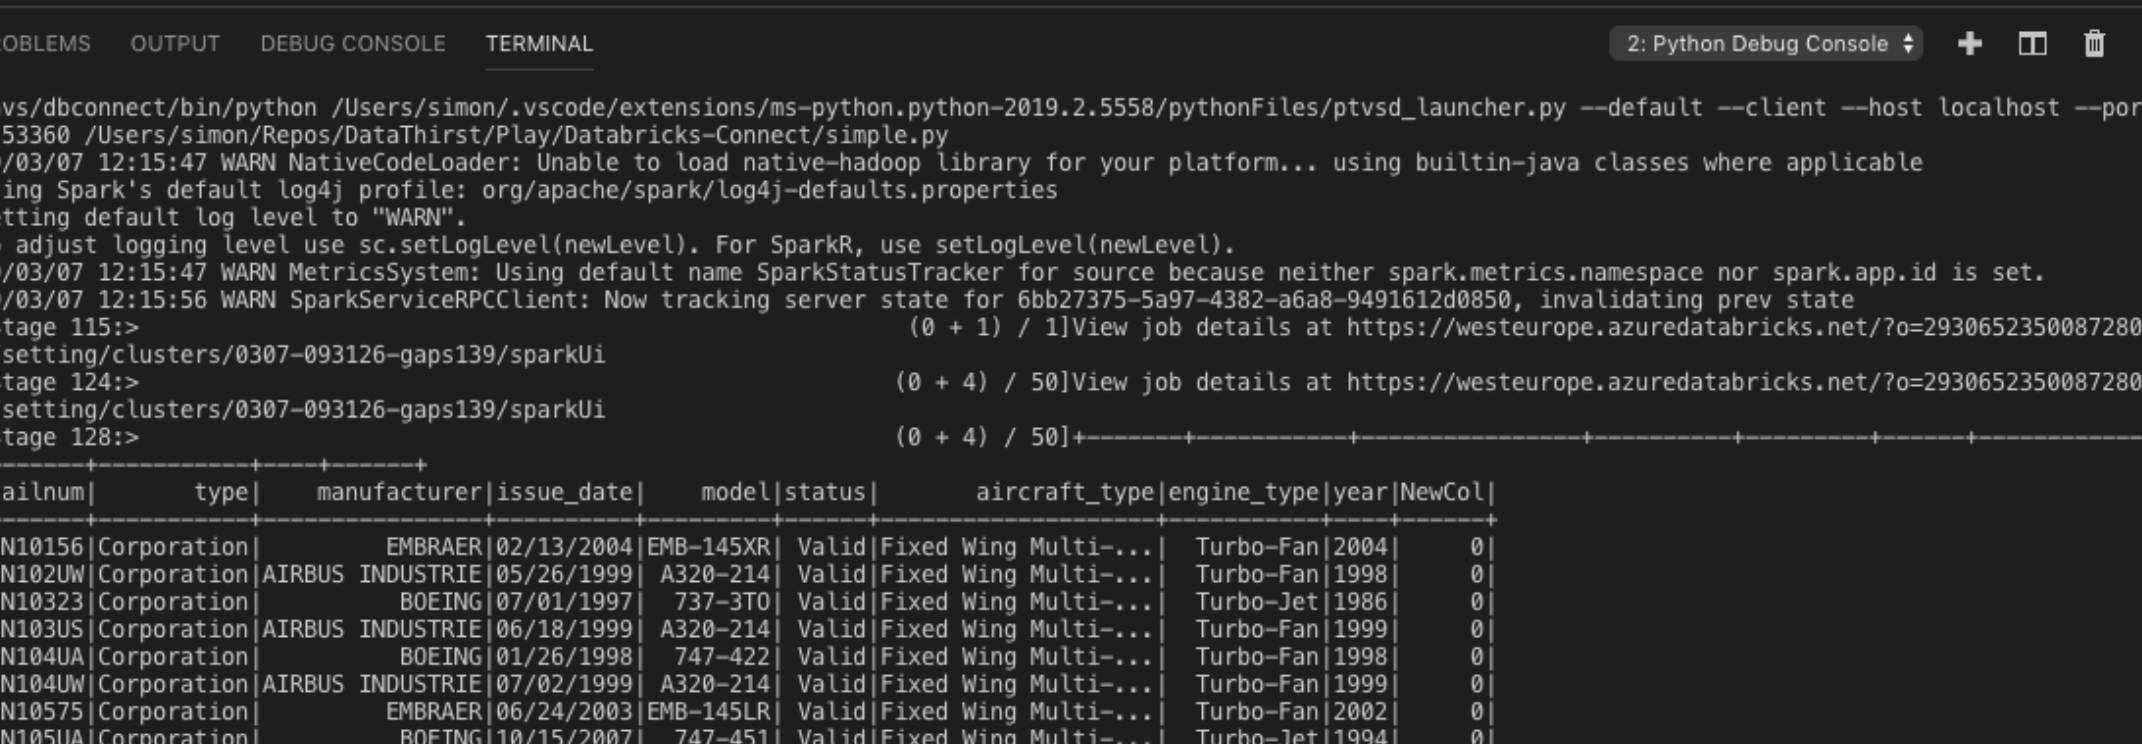 OBLEMS OUTPUT DEBUG CONSOLE TERMINAL 2: Python Debug Console
vs/dbconnect/bin/python /Users/simon/.vscode/extensions/ms-python.python-2019.2.5558/pythonFiles/ptvsd_launcher.py --default --client --host localhost --por
53360 /Users/simon/Repos/DataThirst/Play/Databricks-Connect/simple.py
/03/07 12:15:47 WARN NativeCodeLoader: Unable to load native-hadoop library for your platform... using builtin-java classes where applicable
ing Spark's default log4j profile: org/apache/spark/log4j-defaults.properties
tting default log level to "WARN".
adjust logging level use sc.setLogLevel(newLevel). For SparkR, use setLogLevel(newLevel).
/03/07 12:15:47 WARN MetricsSystem: Using default name SparkStatusTracker for source because neither spark.metrics.namespace nor spark.app.id is set.
/03/07 12:15:56 WARN SparkServiceRPCClient: Now tracking server state for 6bb27375-5a97-4382-a6a8-9491612d0850, invalidating prev state
tage 115:> (0 + 1) / 1]View job details at https://westeurope.azuredatabricks.net/?o=2930652350087280
setting/clusters/0307-093126-gaps139/sparkUi
tage 124:> (0 + 4) / 50]View job details at https://westeurope.azuredatabricks.net/?o=2930652350087280
setting/clusters/0307-093126-gaps139/sparkUi
tage 128:> (0 + 4) / 50]+-------+-----------+----------------+----------+---------+------+------------
------+-----------+----+------+
ailnum|       type|    manufacturer|issue_date|    model|status|       aircraft_type|engine_type|year|NewCol|
------+-----------+----------------+----------+---------+------+--------------------+-----------+----+------+
N10156|Corporation|         EMBRAER|02/13/2004|EMB-145XR| Valid|Fixed Wing Multi-...|  Turbo-Fan|2004|     0|
N102UW|Corporation|AIRBUS INDUSTRIE|05/26/1999| A320-214| Valid|Fixed Wing Multi-...|  Turbo-Fan|1998|     0|
N10323|Corporation|          BOEING|07/01/1997|  737-3TO| Valid|Fixed Wing Multi-...|  Turbo-Jet|1986|     0|
N103US|Corporation|AIRBUS INDUSTRIE|06/18/1999| A320-214| Valid|Fixed Wing Multi-...|  Turbo-Fan|1999|     0|
N104UA|Corporation|          BOEING|01/26/1998|  747-422| Valid|Fixed Wing Multi-...|  Turbo-Fan|1998|     0|
N104UW|Corporation|AIRBUS INDUSTRIE|07/02/1999| A320-214| Valid|Fixed Wing Multi-...|  Turbo-Fan|1999|     0|
N10575|Corporation|         EMBRAER|06/24/2003|EMB-145LR| Valid|Fixed Wing Multi-...|  Turbo-Fan|2002|     0|
N105UA|Corporation|          BOEING|10/15/2007|  747-451| Valid|Fixed Wing Multi-...|  Turbo-Jet|1994|     0|